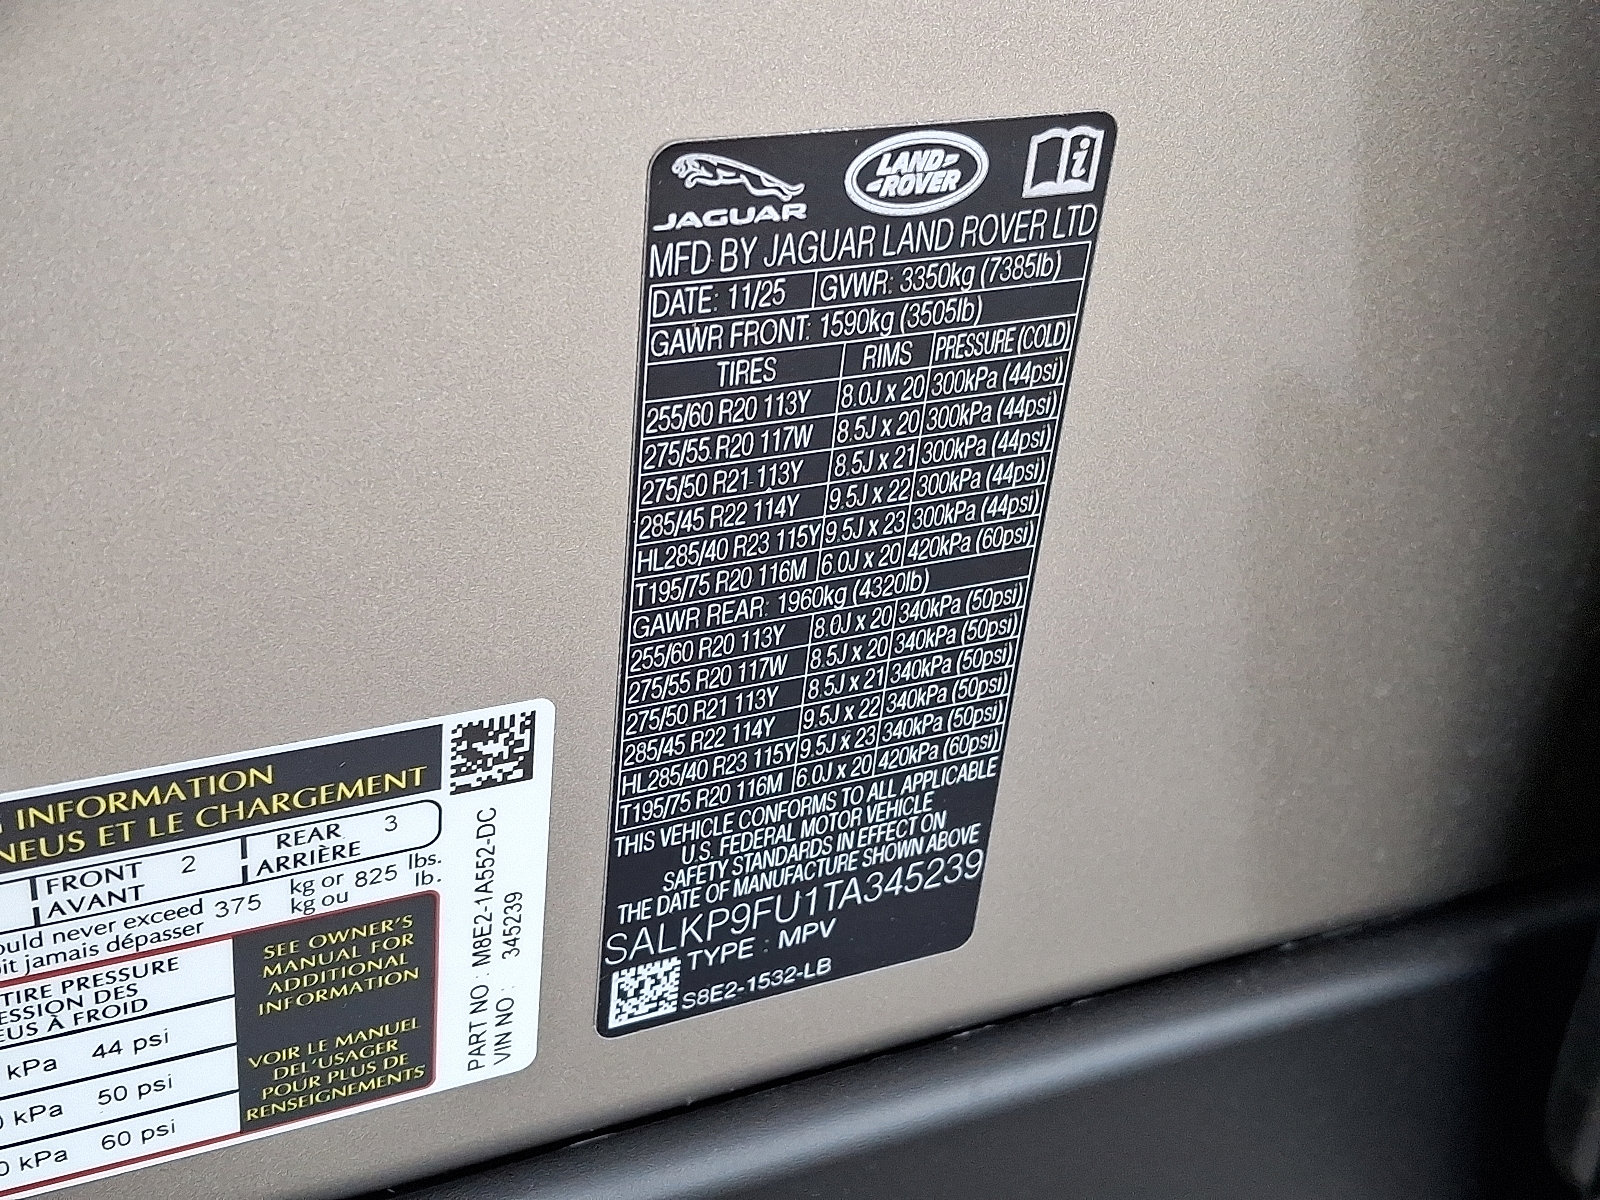 JAGUAR
LAND-
-ROVER
MFD BY JAGUAR LAND ROVER LTD
DATE: 11/25 GVWR: 3350kg (7385lb)
GAWR FRONT: 1590kg (3505lb)
TIRES RIMS PRESSURE (COLD)
255/60 R20 113Y 8.0J x 20 300kPa (44psi)
275/55 R20 117W 8.5J x 20 300kPa (44psi)
275/50 R21 113Y 8.5J x 21 300kPa (44psi)
285/45 R22 114Y 9.5J x 22 300kPa (44psi)
HL285/40 R23 115Y 9.5J x 23 300kPa (44psi)
T195/75 R20 116M 6.0J x 20 420kPa (60psi)
GAWR REAR: 1960kg (4320lb)
255/60 R20 113Y 8.0J x 20 340kPa (50psi)
275/55 R20 117W 8.5J x 20 340kPa (50psi)
275/50 R21 113Y 8.5J x 21 340kPa (50psi)
285/45 R22 114Y 9.5J x 22 340kPa (50psi)
HL285/40 R23 115Y 9.5J x 23 340kPa (50psi)
T195/75 R20 116M 6.0J x 20 420kPa (60psi)
THIS VEHICLE CONFORMS TO ALL APPLICABLE
U.S. FEDERAL MOTOR VEHICLE
SAFETY STANDARDS IN EFFECT ON
THE DATE OF MANUFACTURE SHOWN ABOVE
SALKP9FU1TA345239
TYPE : MPV
S8E2-1532-LB
INFORMATION
NEUS ET LE CHARGEMENT
FRONT 2 REAR 3
AVANT ARRIÈRE
ould never exceed 375 kg or 825 lbs.
it jamais dépasser kg ou lb.
TIRE PRESSURE
ESSION DES
EUS À FROID
kPa 44 psi
0 kPa 50 psi
0 kPa 60 psi
SEE OWNER'S
MANUAL FOR
ADDITIONAL
INFORMATION
VOIR LE MANUEL
DEL'USAGER
POUR PLUS DE
RENSEIGNEMENTS
PART NO : M8E2-1A552-DC
VIN NO : 345239